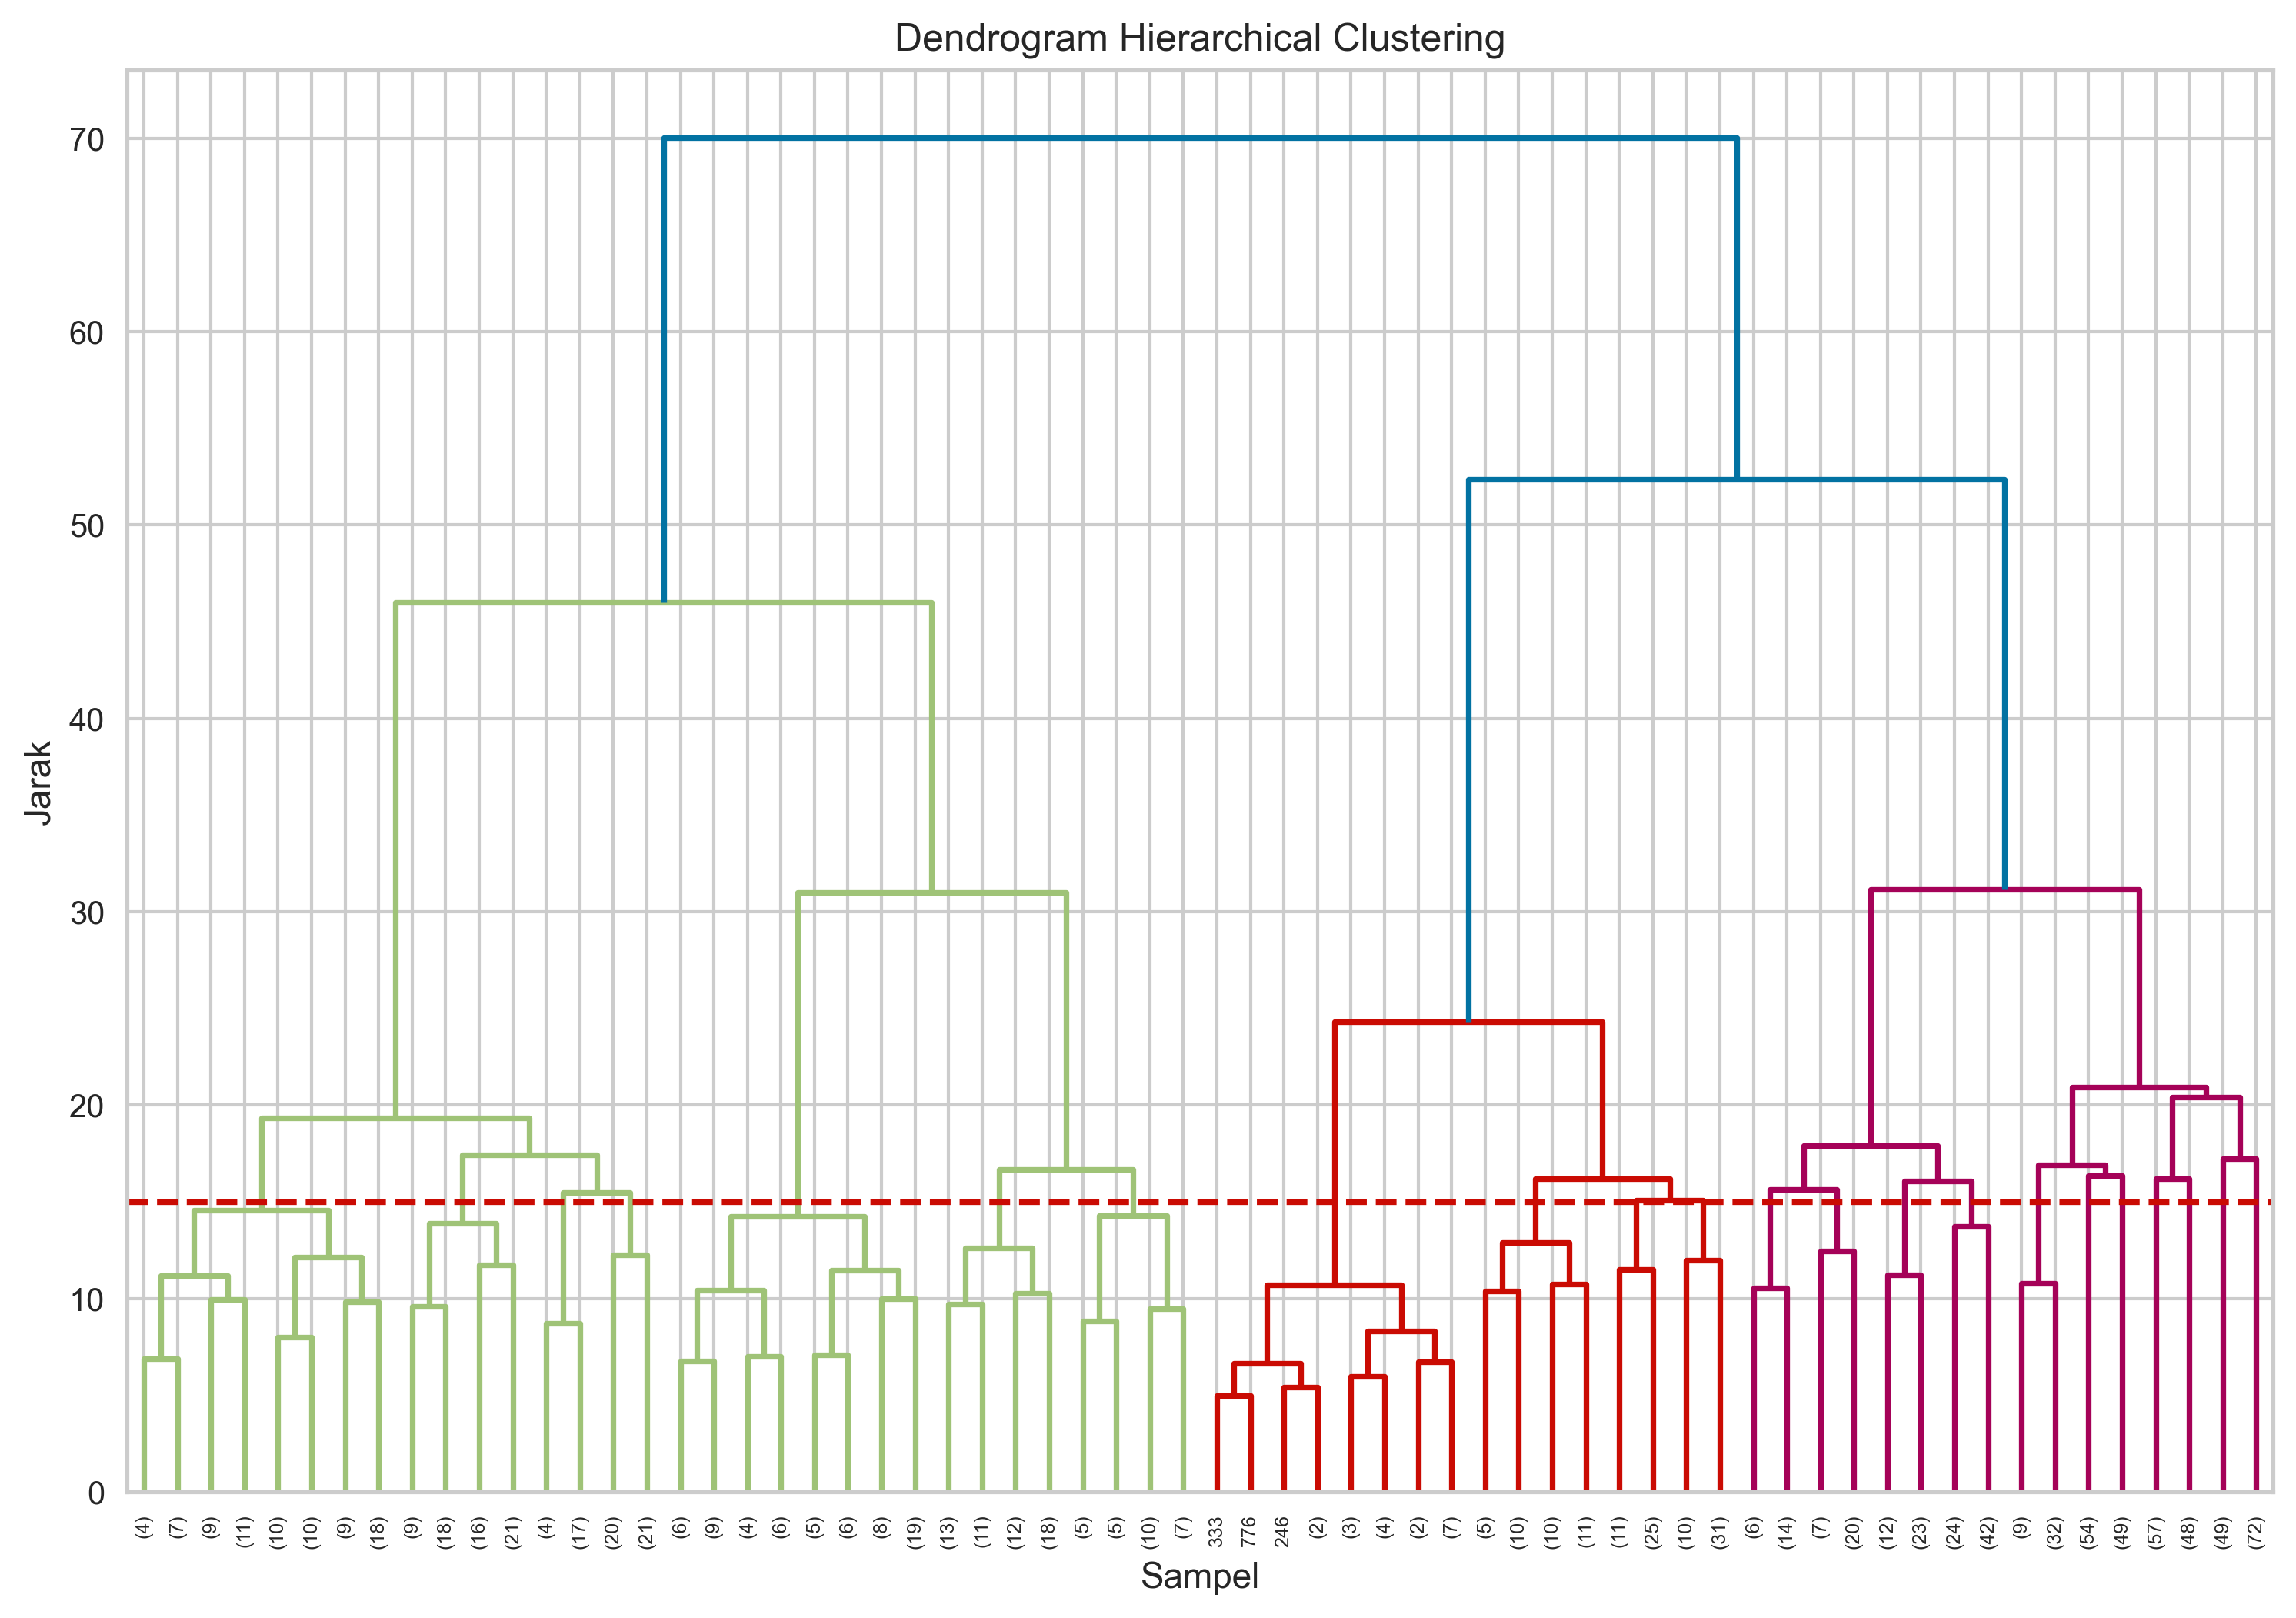 Dendrogram Hierarchical Clustering
70
60
50
40
30
20
10
0
Jarak
(4) (7) (9) (11) (10) (10) (9) (18) (9) (18) (16) (21) (4) (17) (20) (21) (6) (9) (4) (6) (5) (6) (8) (19) (13) (11) (12) (18) (5) (5) (10) (7) 333 776 246 (2) (3) (4) (2) (7) (5) (10) (10) (11) (11) (25) (10) (31) (6) (14) (7) (20) (12) (23) (24) (42) (9) (32) (54) (49) (57) (48) (49) (72)
Sampel